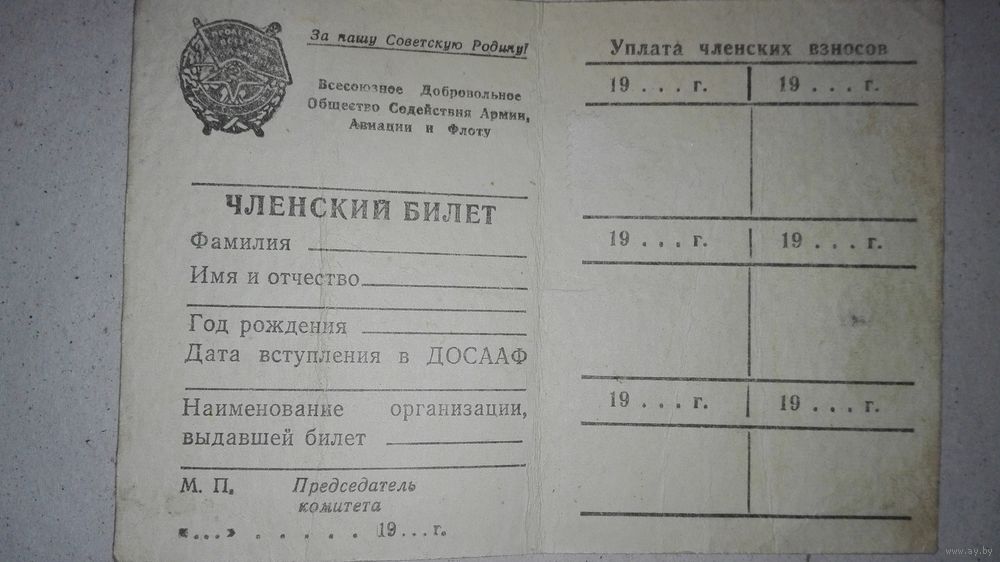 За нашу Советскую Родину!
Всесоюзное Добровольное
Общество Содействия Армии,
Авиации и Флоту
ЧЛЕНСКИЙ БИЛЕТ
Фамилия
Имя и отчество
Год рождения
Дата вступления в ДОСААФ
Наименование организации,
выдавшей билет
М. П. Председатель
комитета
«...» . . . . . . 19...г.
Уплата членских взносов
19 . . . г. 19 . . . г.
19 . . . г. 19 . . . г.
19 . . . г. 19 . . . г.
www.ay.by